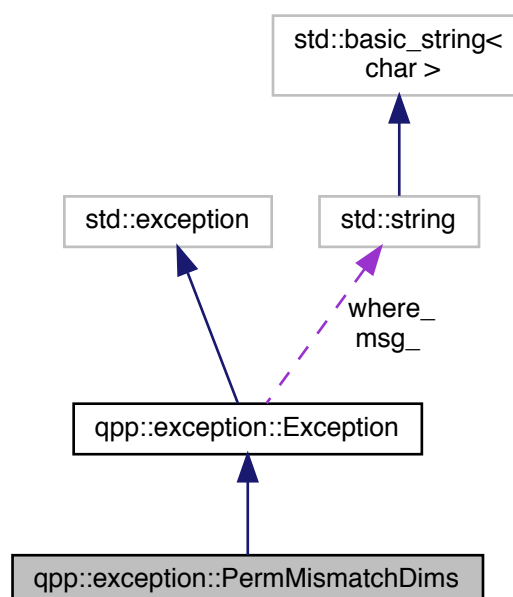 std::basic_string<
char >
std::exception
std::string
where_
msg_
qpp::exception::Exception
qpp::exception::PermMismatchDims